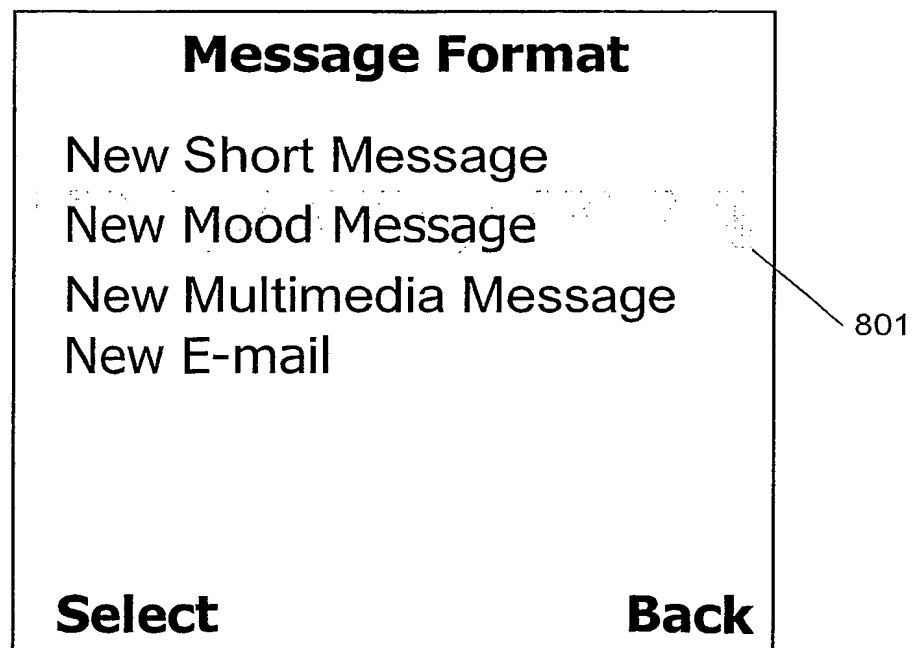 Message Format
New Short Message
New Mood Message
New Multimedia Message
801
New E-mail
Select Back